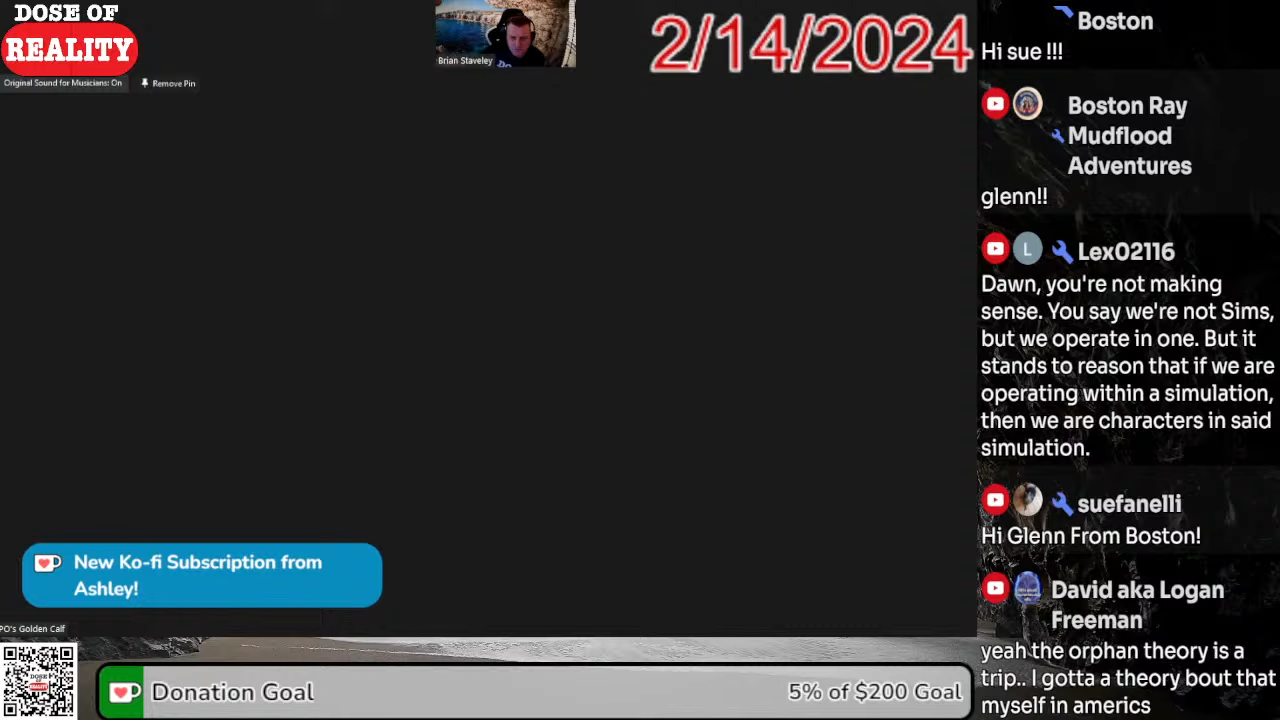 DOSE OF
REALITY
Original Sound for Musicians: On
Remove Pin
Brian Staveley
2/14/2024
Boston
Hi sue !!!
Boston Ray
Mudflood
Adventures
glenn!!
L
Lex02116
Dawn, you're not making
sense. You say we're not Sims,
but we operate in one. But it
stands to reason that if we are
operating within a simulation,
then we are characters in said
simulation.
suefanelli
Hi Glenn From Boston!
David aka Logan
Freeman
yeah the orphan theory is a
trip.. I gotta a theory bout that
myself in americs
New Ko-fi Subscription from
Ashley!
PO's Golden Calf
Donation Goal
5% of $200 Goal